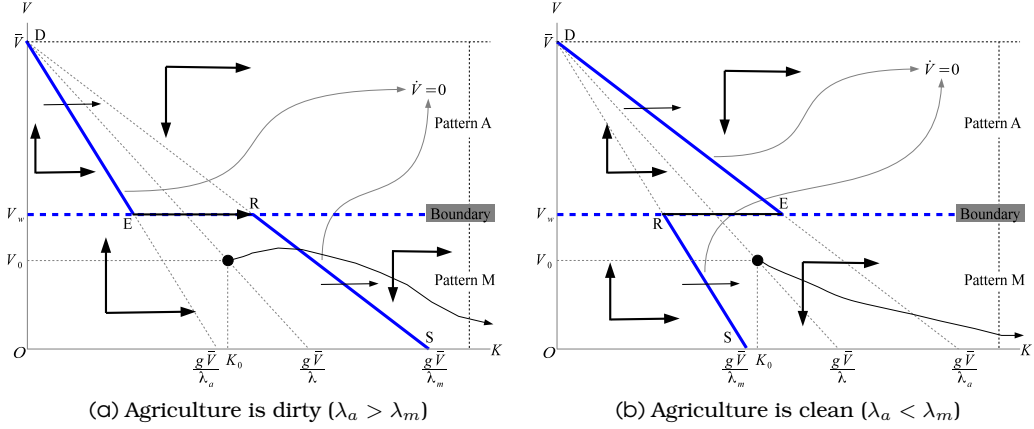 V
V̄ D
V̇ = 0
Pattern A
V_w
E
R
Boundary
V_0
Pattern M
S
O
gV̄/λ_a K_0 gV̄/λ gV̄/λ_m K
(a) Agriculture is dirty (λ_a > λ_m)
V
V̄ D
V̇ = 0
Pattern A
V_w
R
E
Boundary
V_0
Pattern M
S
O
gV̄/λ_m K_0 gV̄/λ gV̄/λ_a K
(b) Agriculture is clean (λ_a < λ_m)